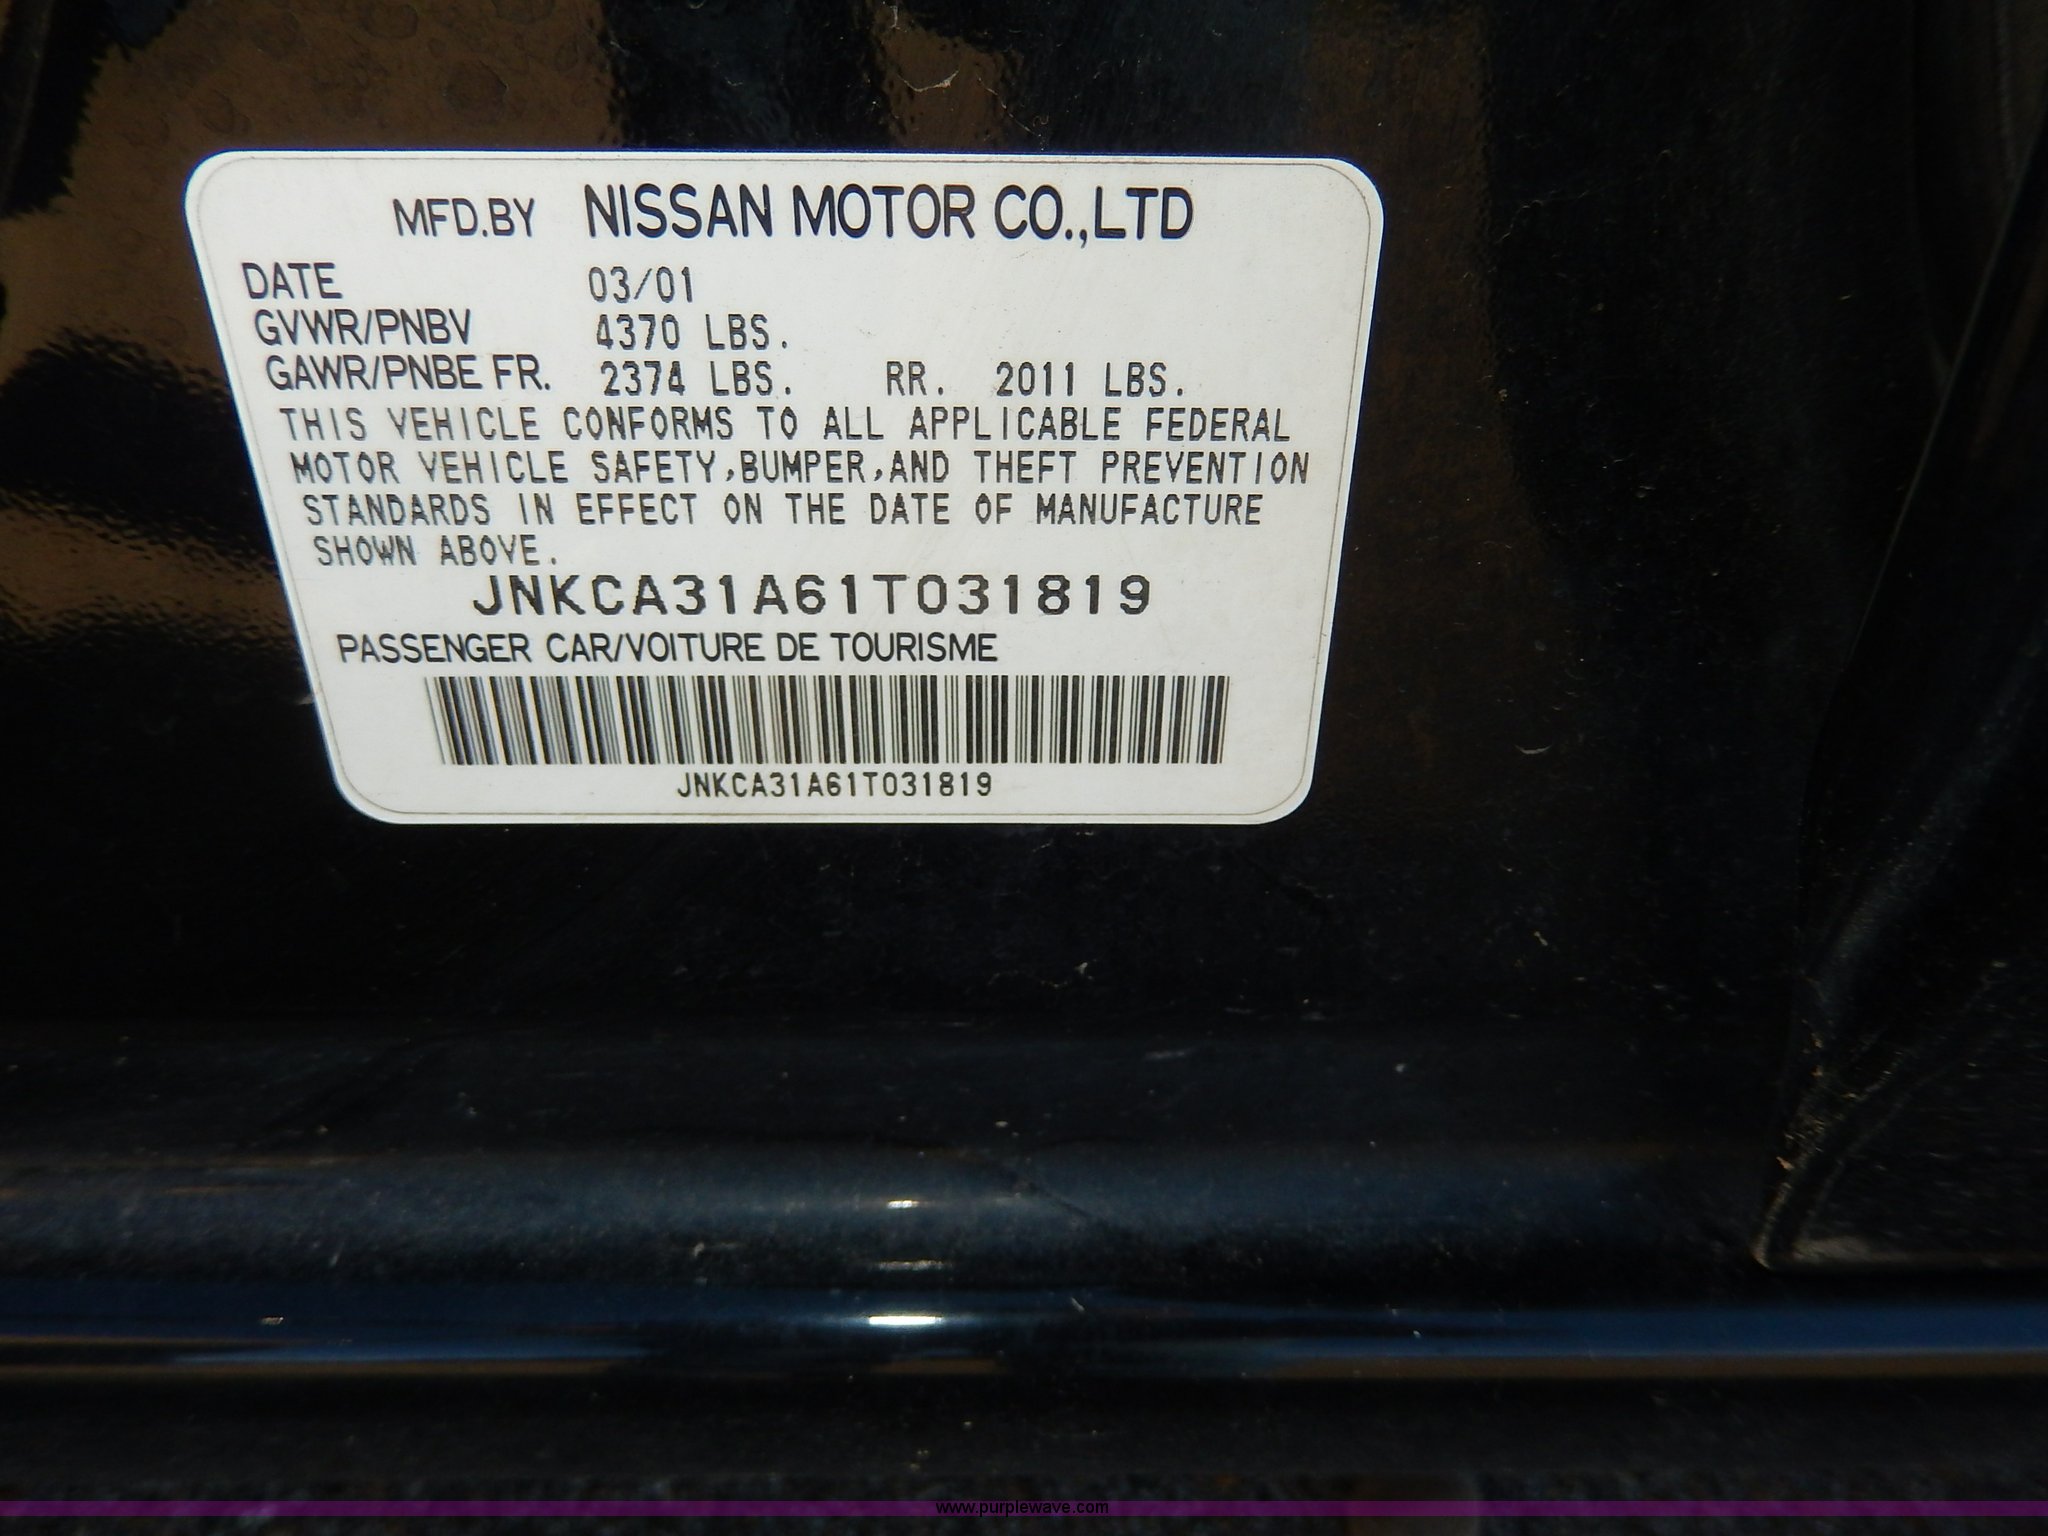 MFD.BY NISSAN MOTOR CO.,LTD
DATE 03/01
GVWR/PNBV 4370 LBS.
GAWR/PNBE FR. 2374 LBS. RR. 2011 LBS.
THIS VEHICLE CONFORMS TO ALL APPLICABLE FEDERAL
MOTOR VEHICLE SAFETY,BUMPER,AND THEFT PREVENTION
STANDARDS IN EFFECT ON THE DATE OF MANUFACTURE
SHOWN ABOVE.
JNKCA31A61T031819
PASSENGER CAR/VOITURE DE TOURISME
JNKCA31A61T031819
www.purplewave.com